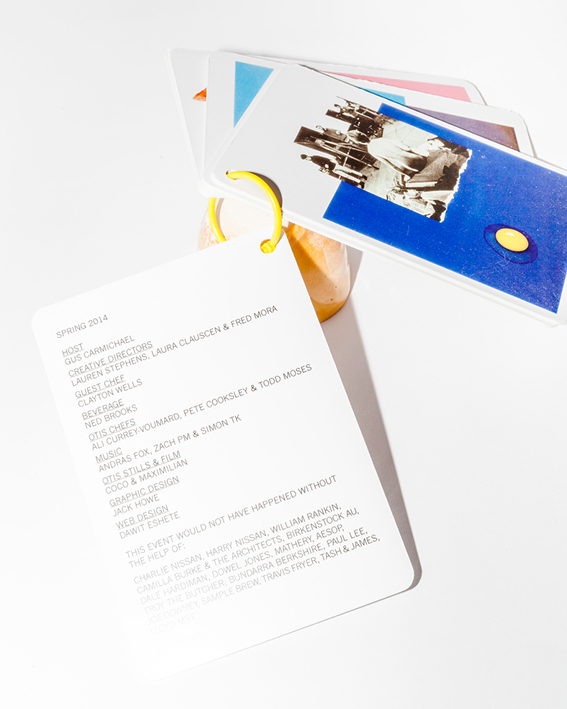 SPRING 2014
HOST
GUS CARMICHAEL
CREATIVE DIRECTORS
LAUREN STEPHENS, LAURA CLAUSCEN & FRED MORA
GUEST CHEF
CLAYTON WELLS
BEVERAGE
NED BROOKS
OTIS CHEFS
ALI CURREY-VOUMARD, PETE COOKSLEY & TODD MOSES
MUSIC
ANDRAS FOX, ZACH PM & SIMON TK
OTIS STILLS & FILM
COCO & MAXIMILIAN
GRAPHIC DESIGN
JACK HOWE
WEB DESIGN
DAWIT ESHETE
THIS EVENT WOULD NOT HAVE HAPPENED WITHOUT
THE HELP OF:
CHARLIE NISSAN, HARRY NISSAN, WILLIAM RANKIN,
CAMILLA BURKE & THE ARCHITECTS, BIRKENSTOCK AU,
DALE HARDIMAN, DOWEL JONES, MATHERY, AESOP,
TROY THE BUTCHER, BUNDARRA BERKSHIRE, PAUL LEE,
SAMPLE BREW, TRAVIS FRYER, TASH & JAMES,